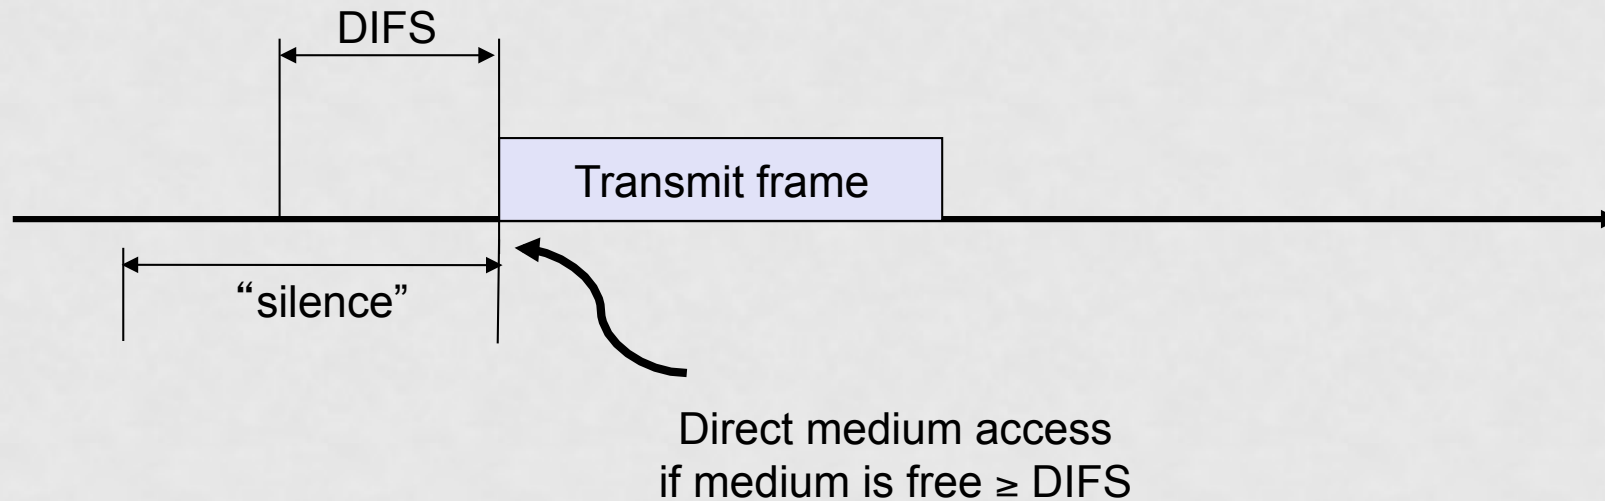 DIFS
Transmit frame
“silence”
Direct medium access
if medium is free ≥ DIFS